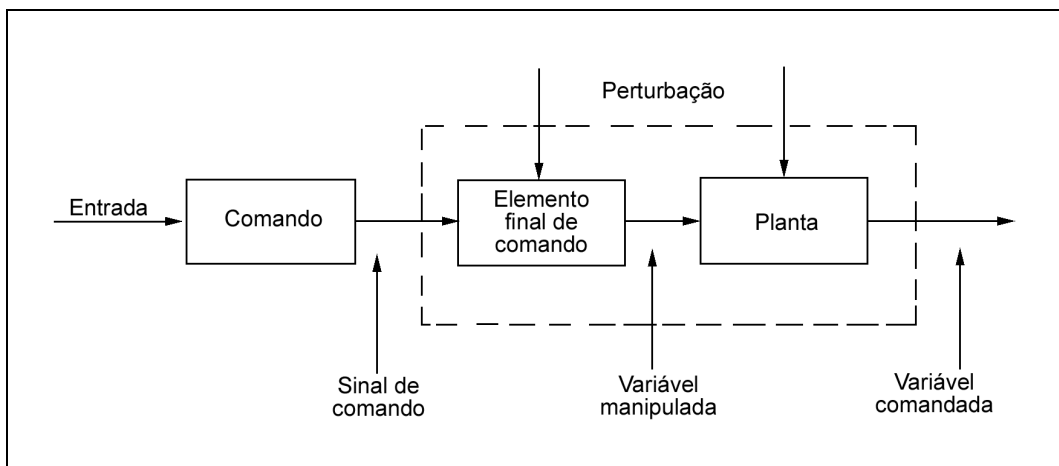 Perturbação
Entrada
Comando
Elemento
final de
comando
Planta
Sinal de
comando
Variável
manipulada
Variável
comandada